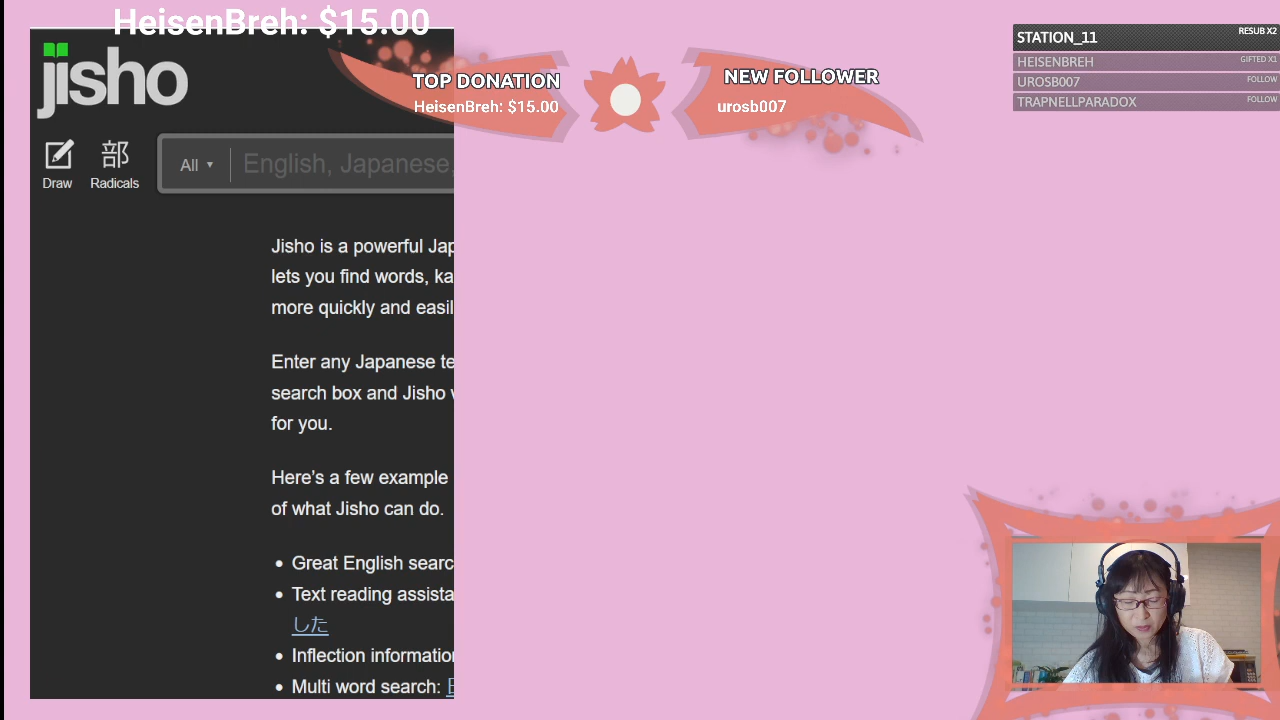 HeisenBreh: $15.00
jisho
TOP DONATION
HeisenBreh: $15.00
NEW FOLLOWER
urosb007
STATION_11 RESUB X2
HEISENBREH GIFTED X1
UROSB007 FOLLOW
TRAPNELLPARADOX FOLLOW
部
Draw Radicals
All English, Japanese,
Jisho is a powerful Jap
lets you find words, ka
more quickly and easil
Enter any Japanese te
search box and Jisho
for you.
Here's a few example
of what Jisho can do.
Great English searc
Text reading assista
した
Inflection information
Multi word search: